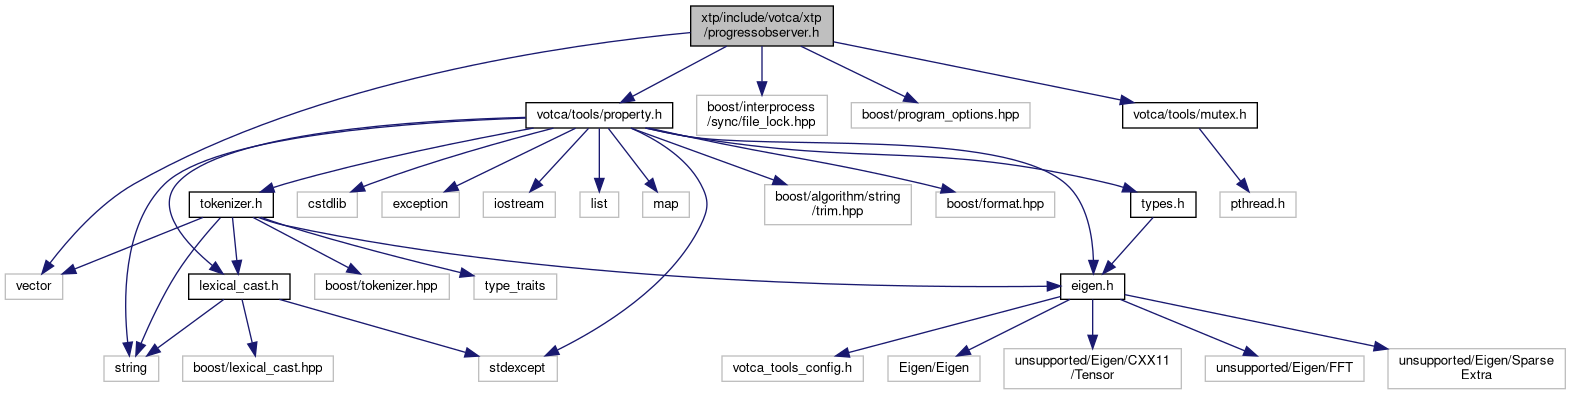 xtp/include/votca/xtp
/progressobserver.h
votca/tools/property.h
boost/interprocess
/sync/file_lock.hpp
boost/program_options.hpp
votca/tools/mutex.h
tokenizer.h
cstdlib
exception
iostream
list
map
boost/algorithm/string
/trim.hpp
boost/format.hpp
types.h
pthread.h
vector
lexical_cast.h
boost/tokenizer.hpp
type_traits
eigen.h
string
boost/lexical_cast.hpp
stdexcept
votca_tools_config.h
Eigen/Eigen
unsupported/Eigen/CXX11
/Tensor
unsupported/Eigen/FFT
unsupported/Eigen/Sparse
Extra